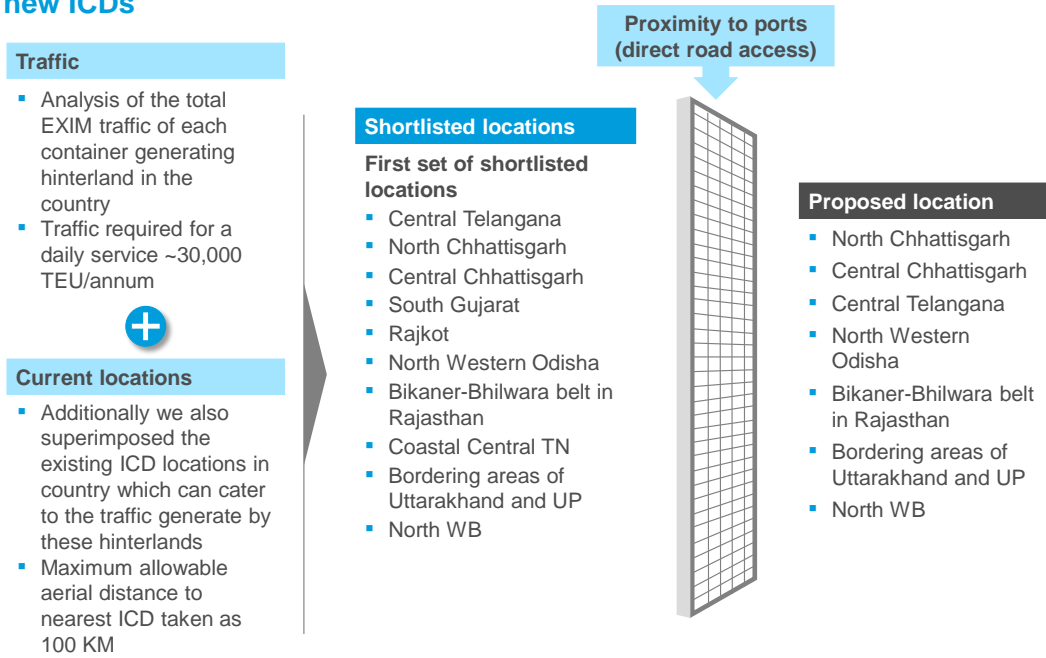 new ICDs
Proximity to ports
(direct road access)
Traffic
▪ Analysis of the total
EXIM traffic of each
container generating
hinterland in the
country
▪ Traffic required for a
daily service ~30,000
TEU/annum
+
Current locations
▪ Additionally we also
superimposed the
existing ICD locations in
country which can cater
to the traffic generate by
these hinterlands
▪ Maximum allowable
aerial distance to
nearest ICD taken as
100 KM
Shortlisted locations
First set of shortlisted
locations
▪ Central Telangana
▪ North Chhattisgarh
▪ Central Chhattisgarh
▪ South Gujarat
▪ Rajkot
▪ North Western Odisha
▪ Bikaner-Bhilwara belt in
Rajasthan
▪ Coastal Central TN
▪ Bordering areas of
Uttarakhand and UP
▪ North WB
Proposed location
▪ North Chhattisgarh
▪ Central Chhattisgarh
▪ Central Telangana
▪ North Western
Odisha
▪ Bikaner-Bhilwara belt
in Rajasthan
▪ Bordering areas of
Uttarakhand and UP
▪ North WB